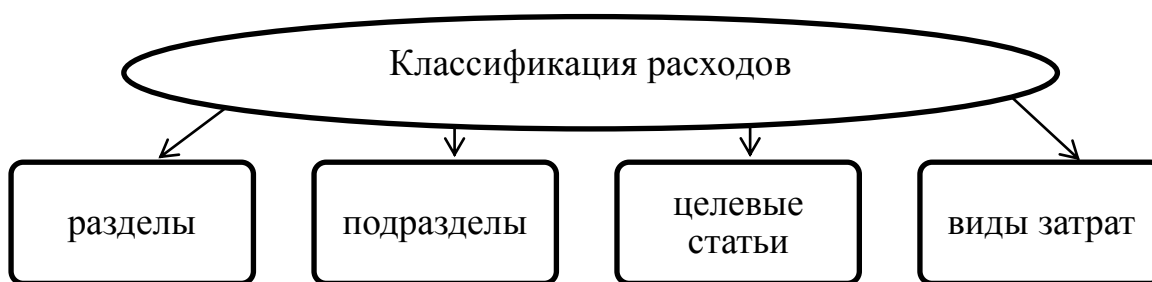 Классификация расходов
разделы
подразделы
целевые
статьи
виды затрат